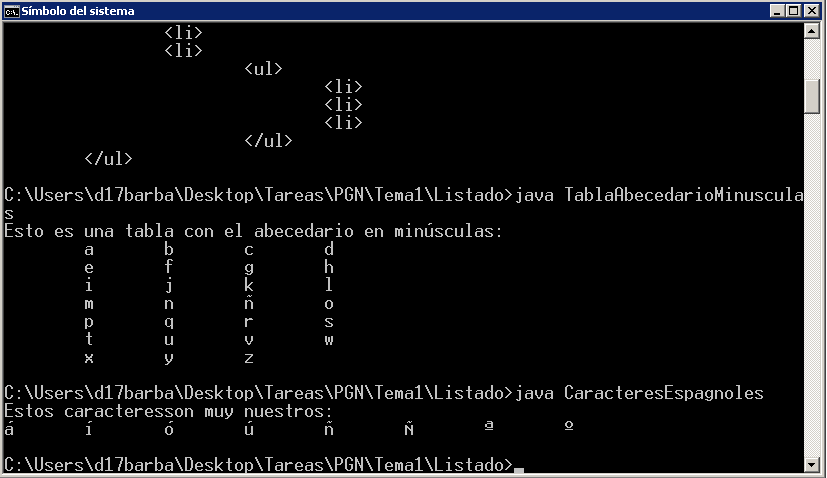 Símbolo del sistema
<li>
<li>
<ul>
<li>
<li>
<li>
</ul>
</ul>
C:\Users\d17barba\Desktop\Tareas\PGN\Tema1\Listado>java TablaAbecedarioMinuscula
s
Esto es una tabla con el abecedario en minúsculas:
a b c d
e f g h
i j k l
m n ñ o
p q r s
t u v w
x y z
C:\Users\d17barba\Desktop\Tareas\PGN\Tema1\Listado>java CaracteresEspagnoles
Estos caracteresson muy nuestros:
á í ó ú ñ Ñ ª º
C:\Users\d17barba\Desktop\Tareas\PGN\Tema1\Listado>_